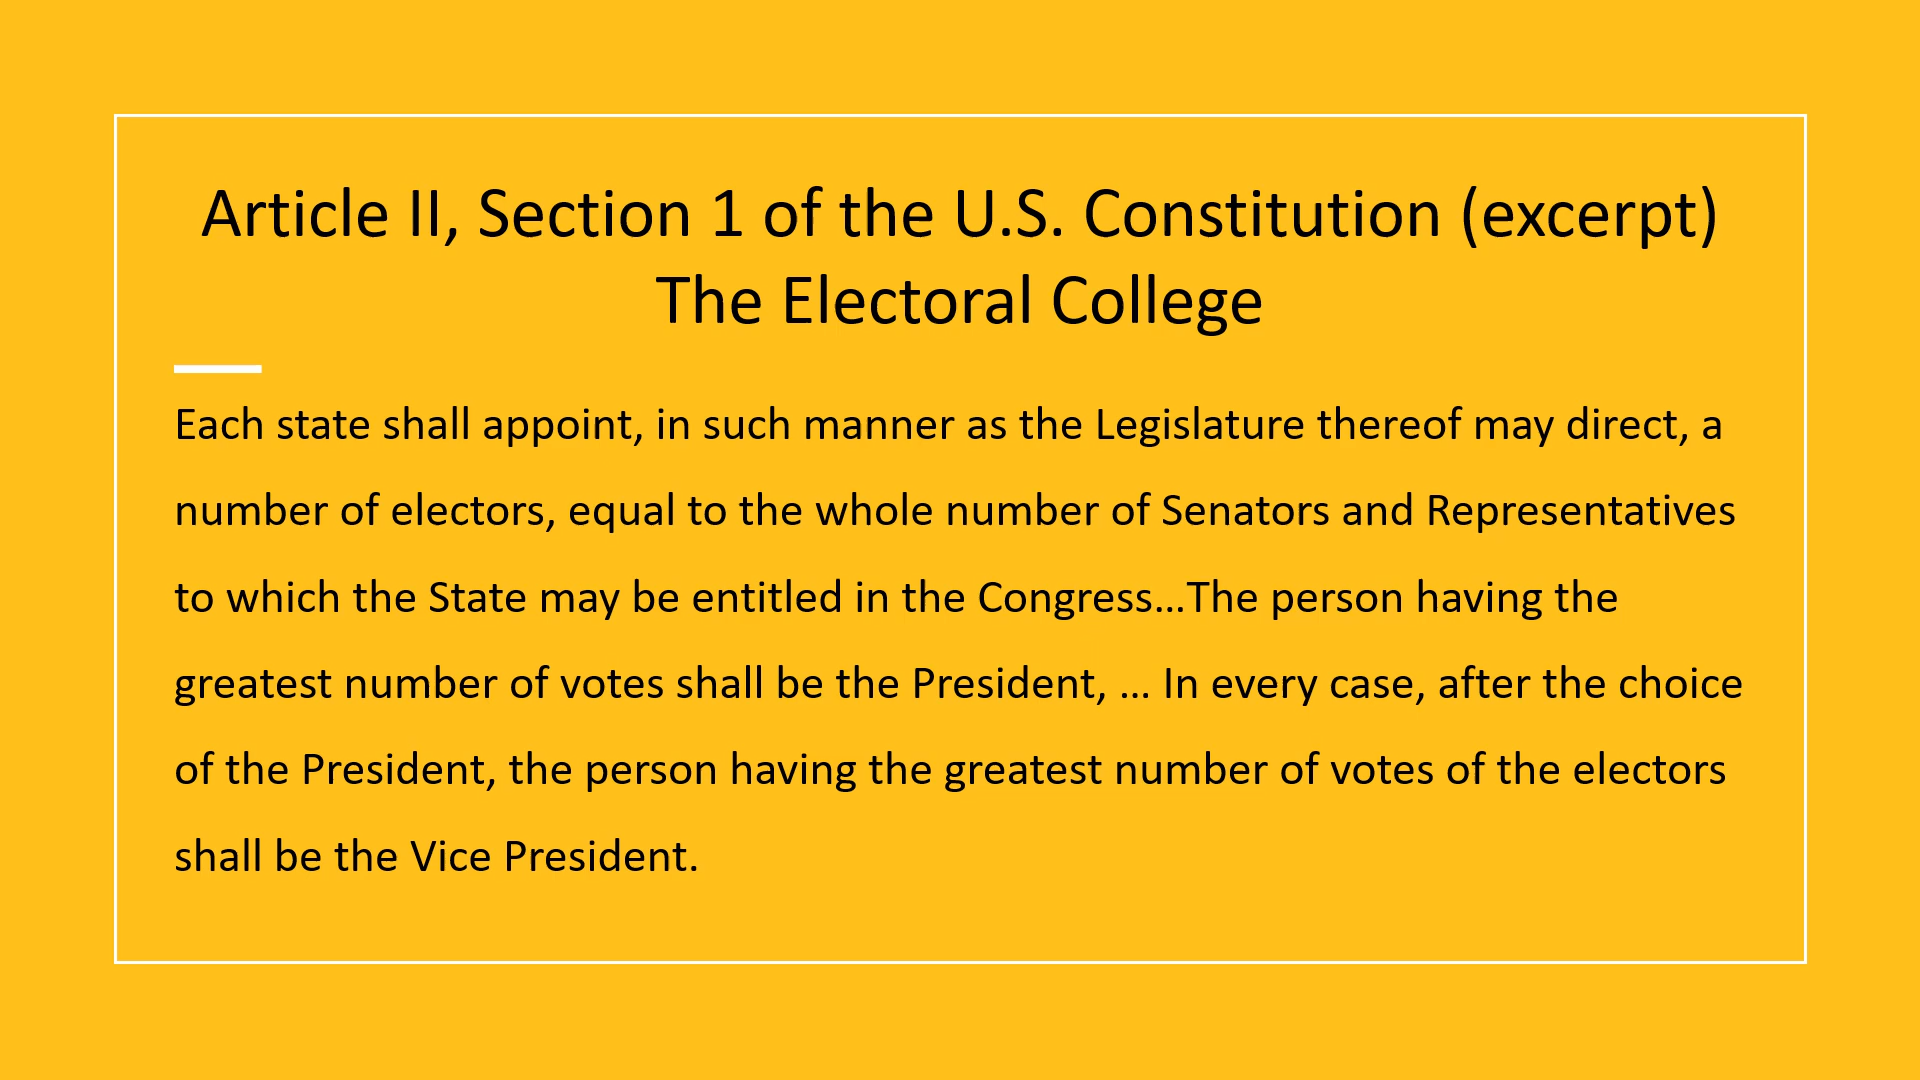 Article II, Section 1 of the U.S. Constitution (excerpt)
The Electoral College
Each state shall appoint, in such manner as the Legislature thereof may direct, a
number of electors, equal to the whole number of Senators and Representatives
to which the State may be entitled in the Congress...The person having the
greatest number of votes shall be the President, ... In every case, after the choice
of the President, the person having the greatest number of votes of the electors
shall be the Vice President.